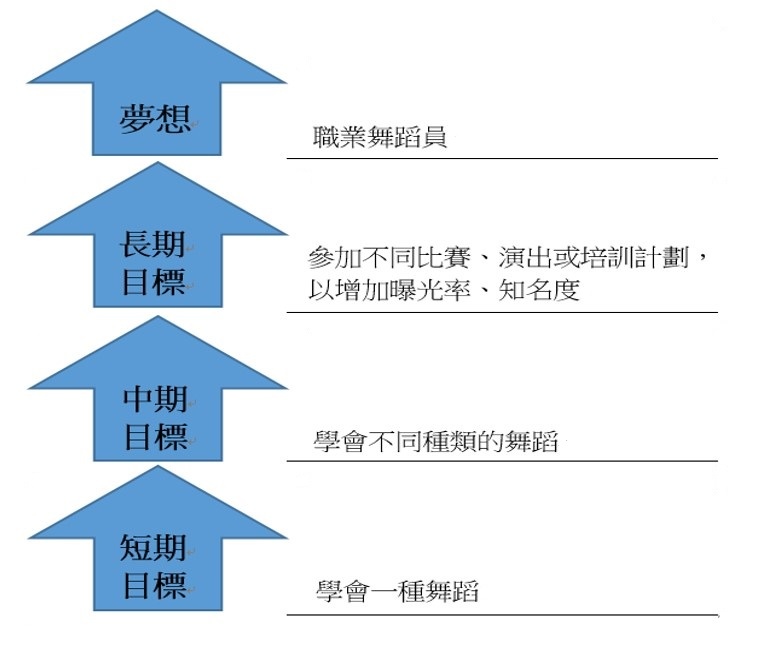 夢想
職業舞蹈員
長期
目標
參加不同比賽、演出或培訓計劃，
以增加曝光率、知名度
中期
目標
學會不同種類的舞蹈
短期
目標
學會一種舞蹈